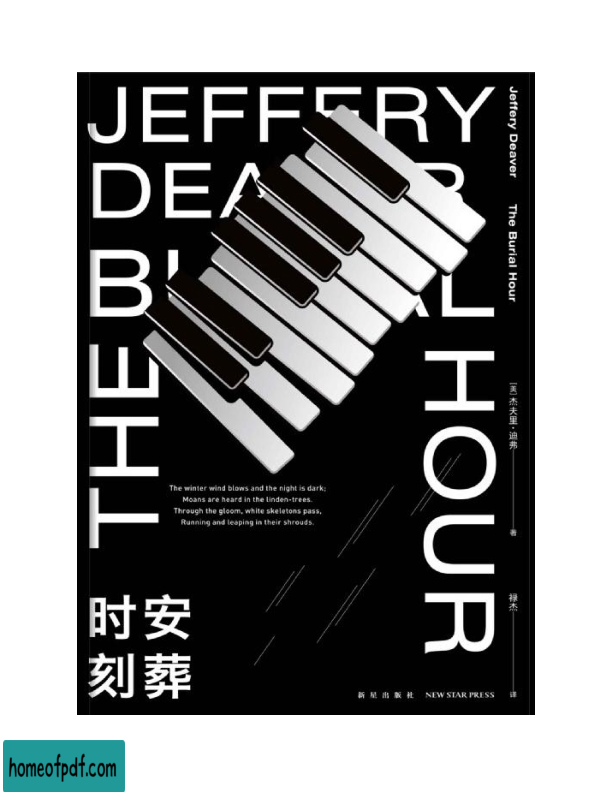 JEFFERY
DEAVER
THE BURIAL HOUR
Jeffery Deaver The Burial Hour
[美]杰夫里·迪弗 著
禄杰 译
The winter wind blows and the night is dark;
Moans are heard in the linden-trees.
Through the gloom, white skeletons pass,
Running and leaping in their shrouds.
安葬
时刻
新星出版社 NEW STAR PRESS
homeofpdf.com